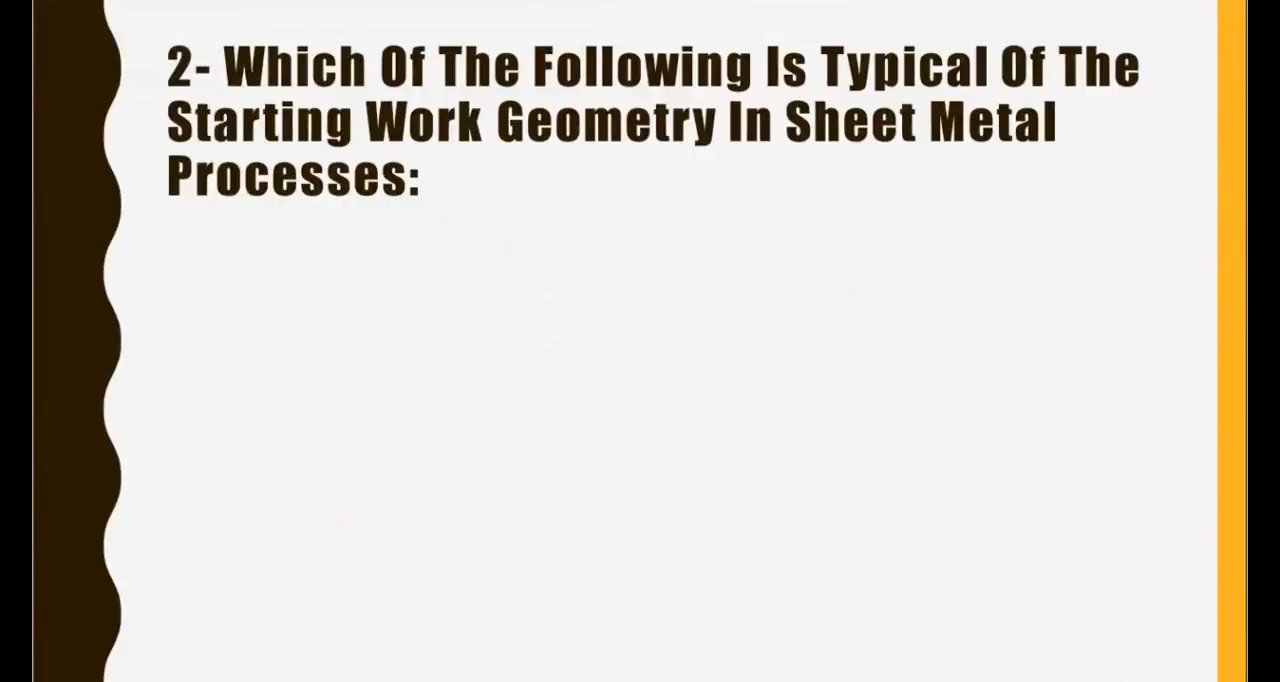 2- Which Of The Following Is Typical Of The
Starting Work Geometry In Sheet Metal
Processes: